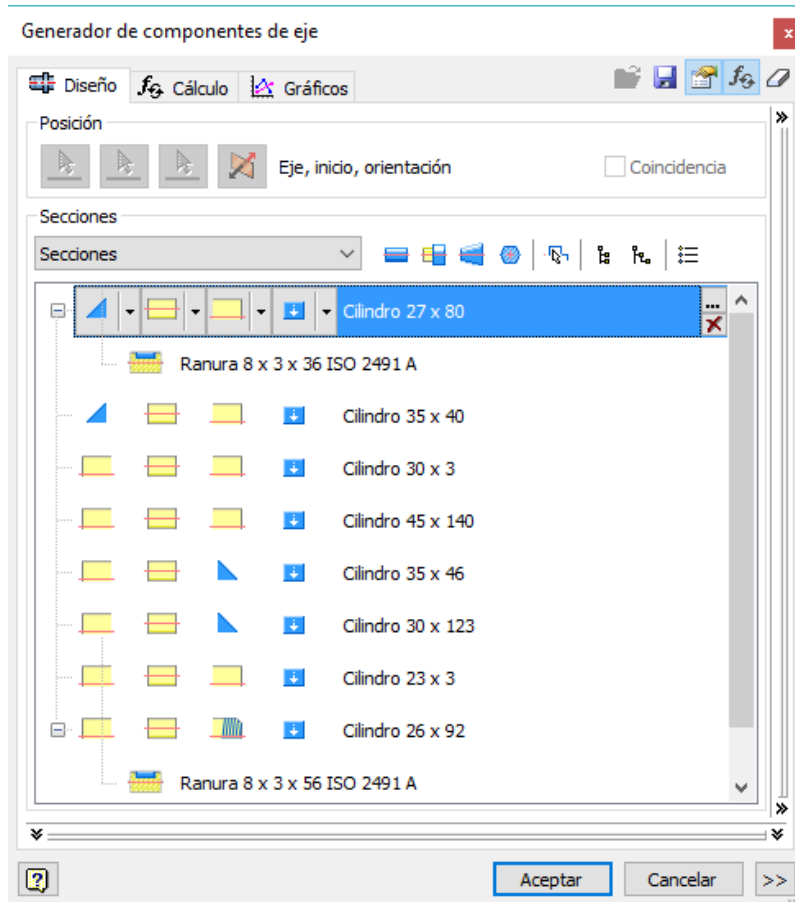 Generador de componentes de eje
x
Diseño fG Cálculo Gráficos fG
Posición
Eje, inicio, orientación Coincidencia
Secciones
Secciones
Cilindro 27 x 80 ...
Ranura 8 x 3 x 36 ISO 2491 A
Cilindro 35 x 40
Cilindro 30 x 3
Cilindro 45 x 140
Cilindro 35 x 46
Cilindro 30 x 123
Cilindro 23 x 3
Cilindro 26 x 92
Ranura 8 x 3 x 56 ISO 2491 A
? Aceptar Cancelar >>